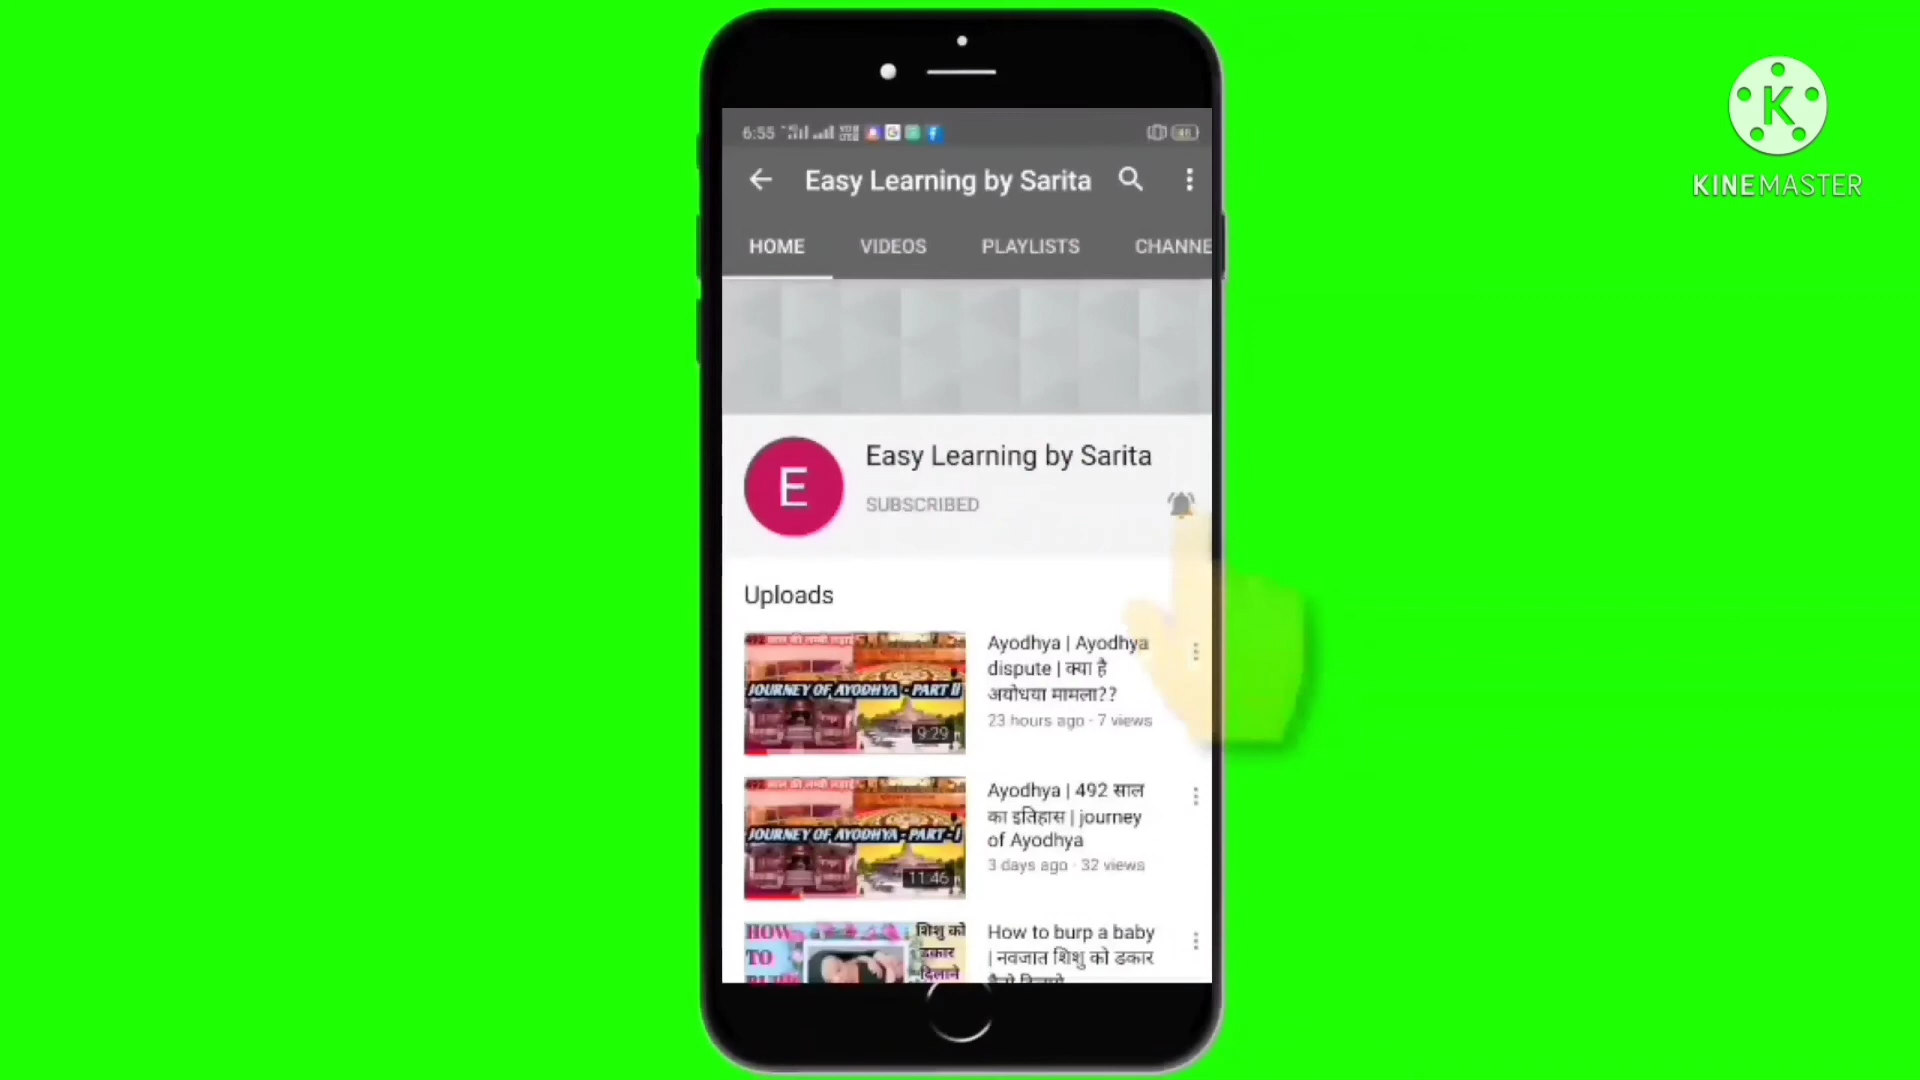 6:55
Easy Learning by Sarita
HOME VIDEOS PLAYLISTS CHANNE
E
Easy Learning by Sarita
SUBSCRIBED
Uploads
JOURNEY OF AYODHYA - PART II
9:29
Ayodhya | Ayodhya
dispute | क्या है
अयोधया मामला??
23 hours ago · 7 views
JOURNEY OF AYODHYA - PART - I
11:46
Ayodhya | 492 साल
का इतिहास | journey
of Ayodhya
3 days ago · 32 views
HOW
TO
शिशु को
डकार
दिलाने
How to burp a baby
| नवजात शिशु को डकार
K
KINEMASTER